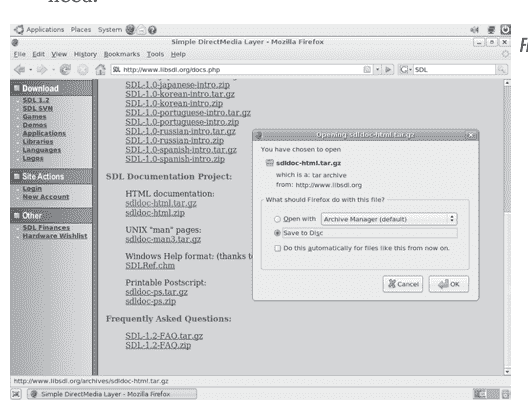 need.
Applications Places System
Simple DirectMedia Layer - Mozilla Firefox
File Edit View History Bookmarks Tools Help
http://www.libsdl.org/docs.php
SDL
Download
SDL 1.2
SDL SVN
Games
Demos
Applications
Libraries
Languages
Logos
Site Actions
Login
New Account
Other
SDL Finances
Hardware Wishlist
SDL-1.0-japanese-intro.zip
SDL-1.0-korean-intro.tar.gz
SDL-1.0-korean-intro.zip
SDL-1.0-portuguese-intro.tar.gz
SDL-1.0-portuguese-intro.zip
SDL-1.0-russian-intro.tar.gz
SDL-1.0-russian-intro.zip
SDL-1.0-spanish-intro.tar.gz
SDL-1.0-spanish-intro.zip
SDL Documentation Project:
HTML documentation:
sdldoc-html.tar.gz
sdldoc-html.zip
UNIX "man" pages:
sdldoc-man3.tar.gz
Windows Help format: (thanks t
SDLRef.chm
Printable Postscript:
sdldoc-ps.tar.gz
sdldoc-ps.zip
Frequently Asked Questions:
SDL-1.2-FAQ.tar.gz
SDL-1.2-FAQ.zip
Opening sdldoc-html.tar.gz
You have chosen to open
sdldoc-html.tar.gz
which is a: tar archive
from: http://www.libsdl.org
What should Firefox do with this file?
Open with Archive Manager (default)
Save to Disc
Do this automatically for files like this from now on.
Cancel OK
http://www.libsdl.org/archives/sdldoc-html.tar.gz
Simple DirectMedia Layer - Mozilla Firefox